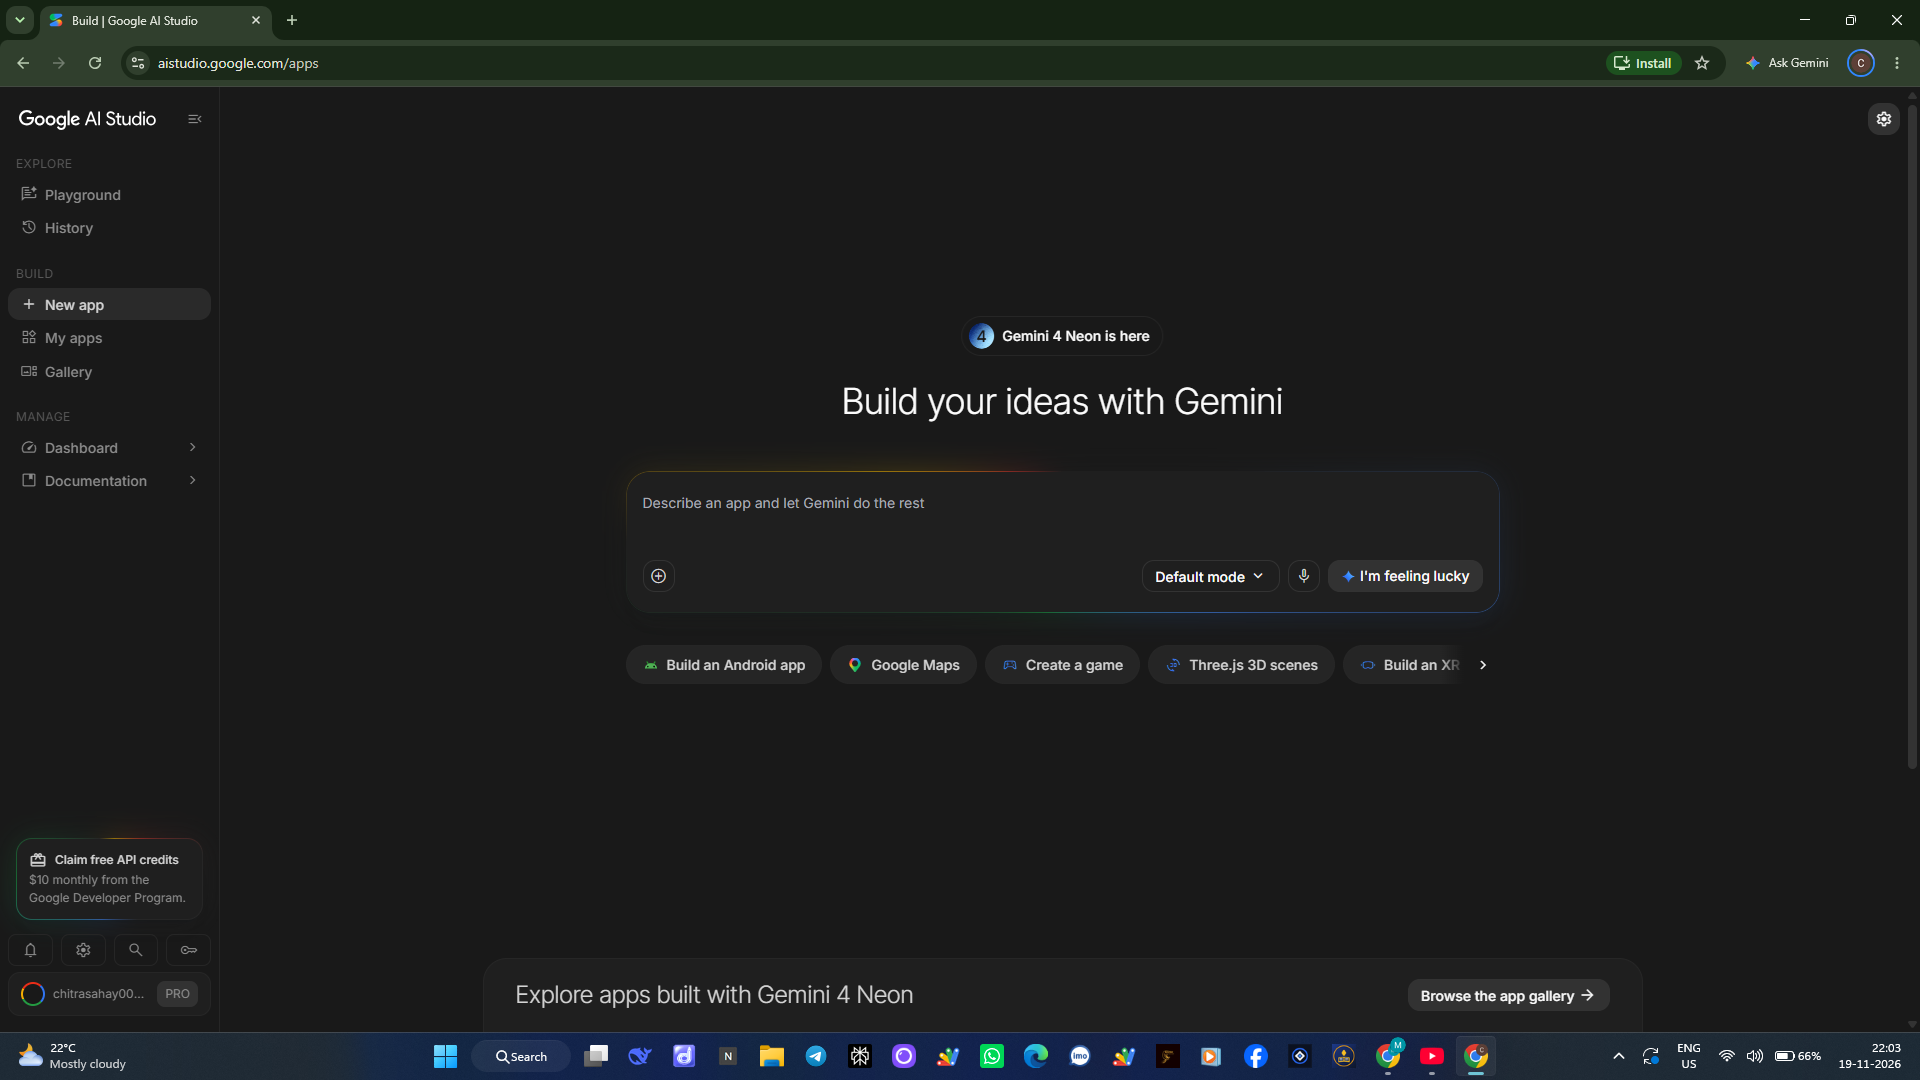 Build | Google AI Studio
aistudio.google.com/apps
Install
Ask Gemini
C
Google AI Studio
EXPLORE
Playground
History
BUILD
New app
My apps
Gallery
MANAGE
Dashboard
Documentation
4 Gemini 4 Neon is here
Build your ideas with Gemini
Describe an app and let Gemini do the rest
Default mode
I'm feeling lucky
Build an Android app
Google Maps
Create a game
Three.js 3D scenes
Build an XR
Claim free API credits
$10 monthly from the
Google Developer Program.
chitrasahay00...
PRO
Explore apps built with Gemini 4 Neon
Browse the app gallery
22°C
Mostly cloudy
Search
N
imo
M
C
ENG
US
66%
22:03
19-11-2026